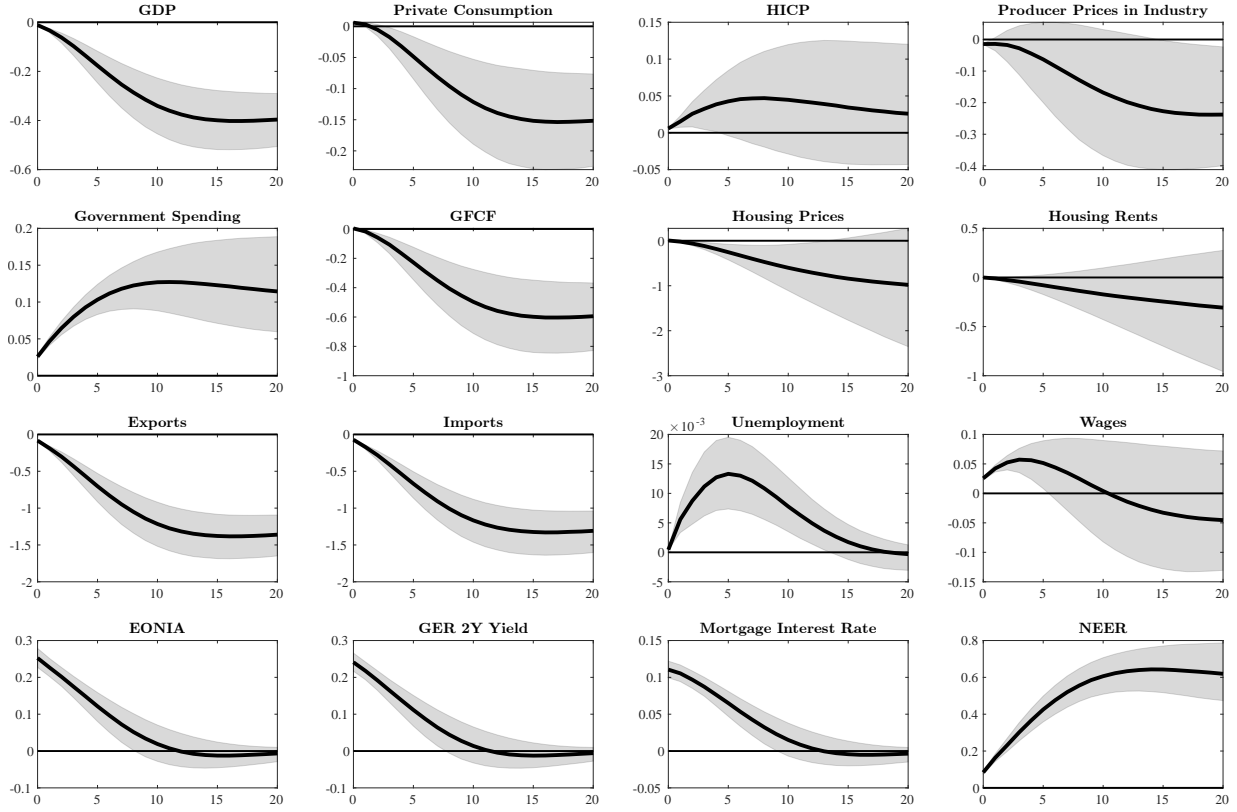 GDP
0
-0.2
-0.4
-0.6
0 5 10 15 20
Private Consumption
0
-0.05
-0.1
-0.15
-0.2
0 5 10 15 20
HICP
0.15
0.1
0.05
0
-0.05
0 5 10 15 20
Producer Prices in Industry
0
-0.1
-0.2
-0.3
-0.4
0 5 10 15 20
Government Spending
0.2
0.15
0.1
0.05
0
0 5 10 15 20
GFCF
0
-0.2
-0.4
-0.6
-0.8
-1
0 5 10 15 20
Housing Prices
0
-1
-2
-3
0 5 10 15 20
Housing Rents
0.5
0
-0.5
-1
0 5 10 15 20
Exports
0
-0.5
-1
-1.5
-2
0 5 10 15 20
Imports
0
-0.5
-1
-1.5
-2
0 5 10 15 20
Unemployment
×10⁻³
20
15
10
5
0
-5
0 5 10 15 20
Wages
0.1
0.05
0
-0.05
-0.1
-0.15
0 5 10 15 20
EONIA
0.3
0.2
0.1
0
-0.1
0 5 10 15 20
GER 2Y Yield
0.3
0.2
0.1
0
-0.1
0 5 10 15 20
Mortgage Interest Rate
0.15
0.1
0.05
0
-0.05
0 5 10 15 20
NEER
0.8
0.6
0.4
0.2
0
0 5 10 15 20